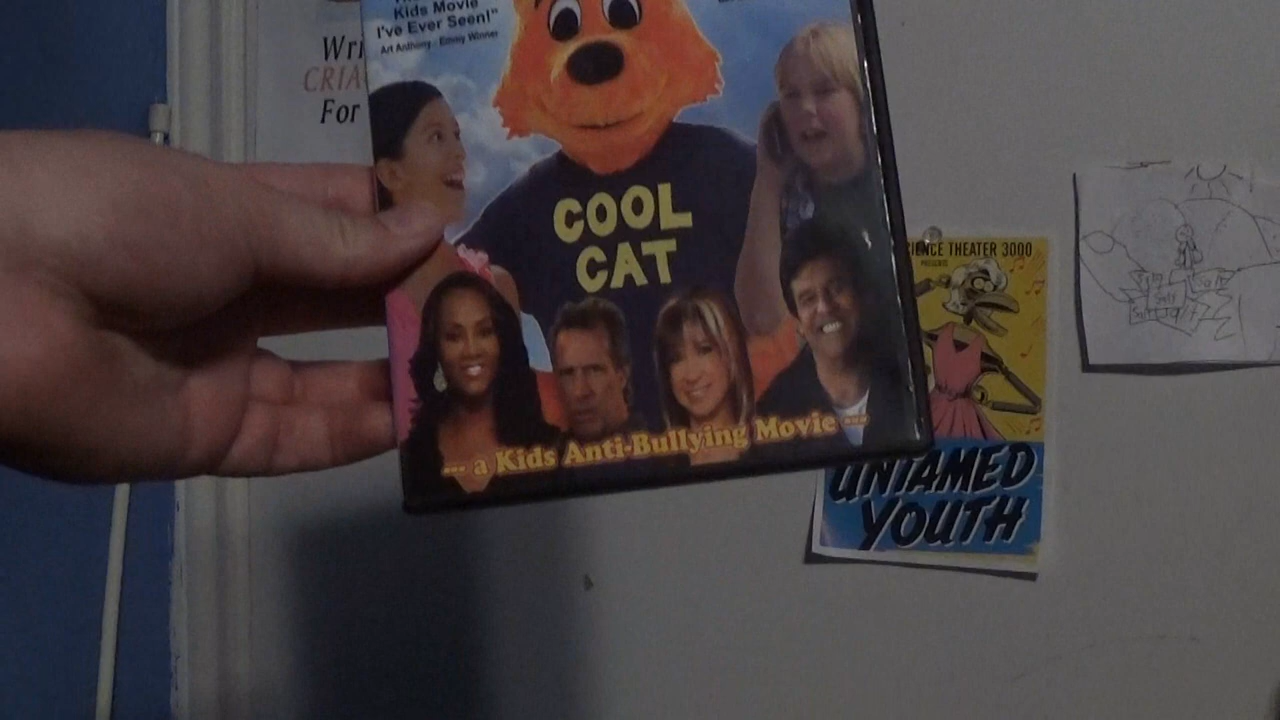 Kids Movie
I've Ever Seen!"
Art Anthony - Emmy Winner
Wri
CRIA
For
COOL
CAT
--- a Kids Anti-Bullying Movie ---
IENCE THEATER 3000
PRESENTS
UNTAMED
YOUTH